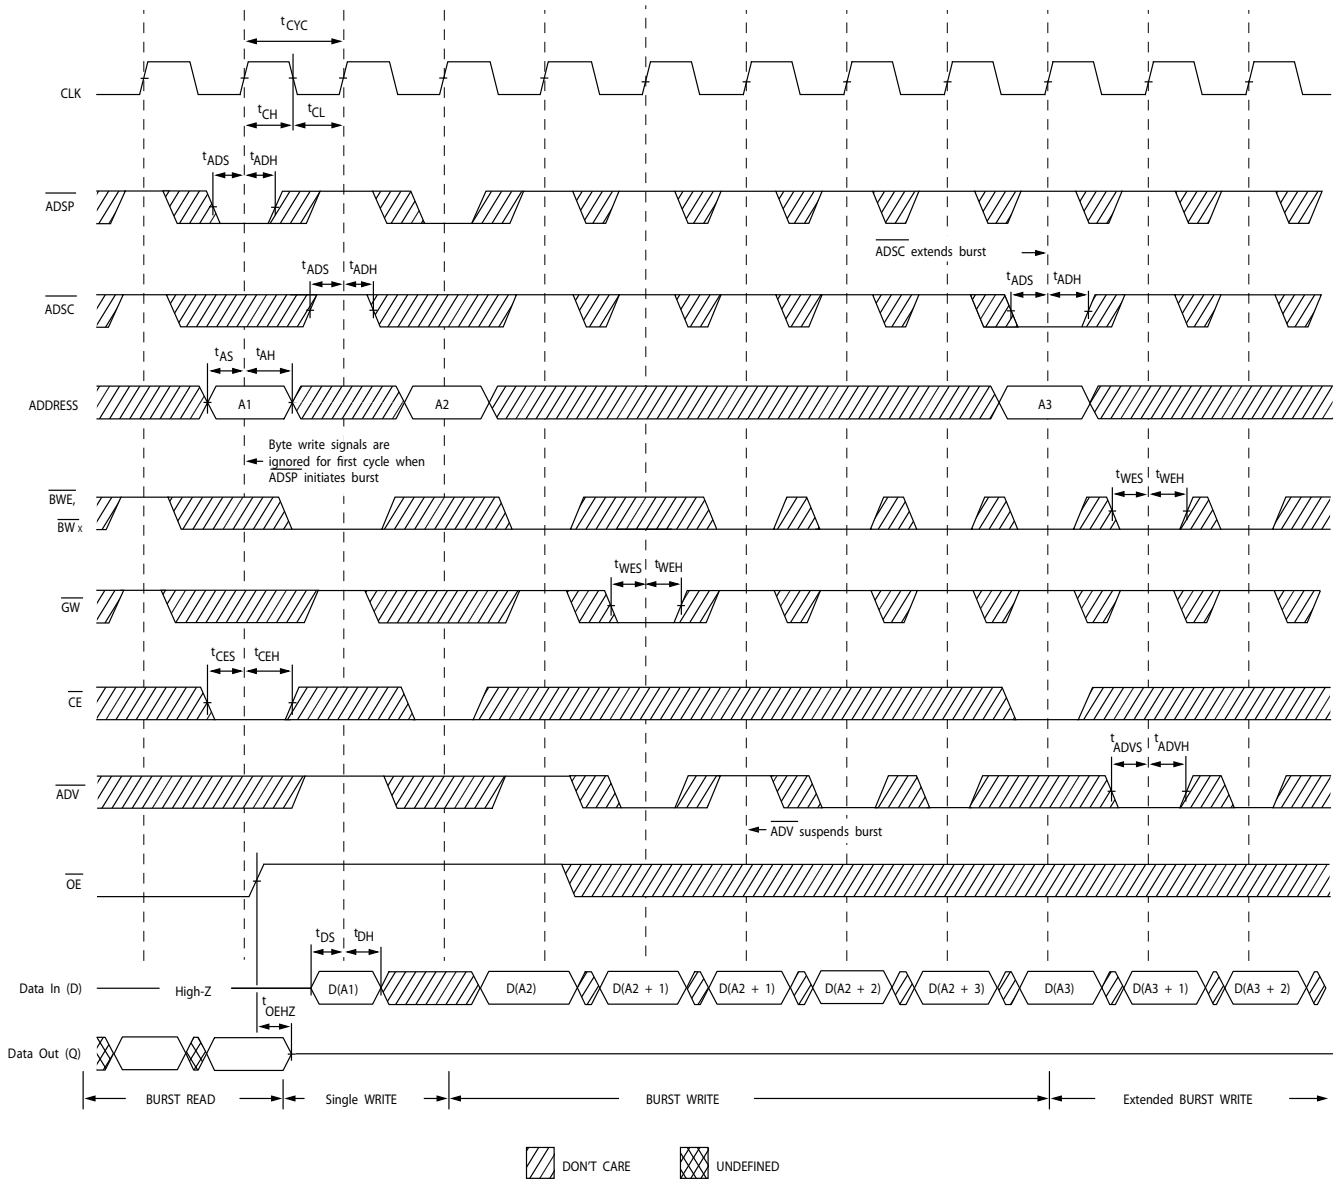 tCYC
CLK
tCH
tCL
tADS
tADH
ADSP
ADSC extends burst
tADS
tADH
tADS
tADH
ADSC
tAS
tAH
ADDRESS
A1
A2
A3
Byte write signals are
ignored for first cycle when
ADSP initiates burst
tWES
tWEH
BWE,
BW x
tWES
tWEH
GW
tCES
tCEH
CE
tADVS
tADVH
ADV
ADV suspends burst
OE
tDS
tDH
Data In (D)
High-Z
D(A1)
D(A2)
D(A2 + 1)
D(A2 + 1)
D(A2 + 2)
D(A2 + 3)
D(A3)
D(A3 + 1)
D(A3 + 2)
tOEHZ
Data Out (Q)
BURST READ
Single WRITE
BURST WRITE
Extended BURST WRITE
DON'T CARE
UNDEFINED